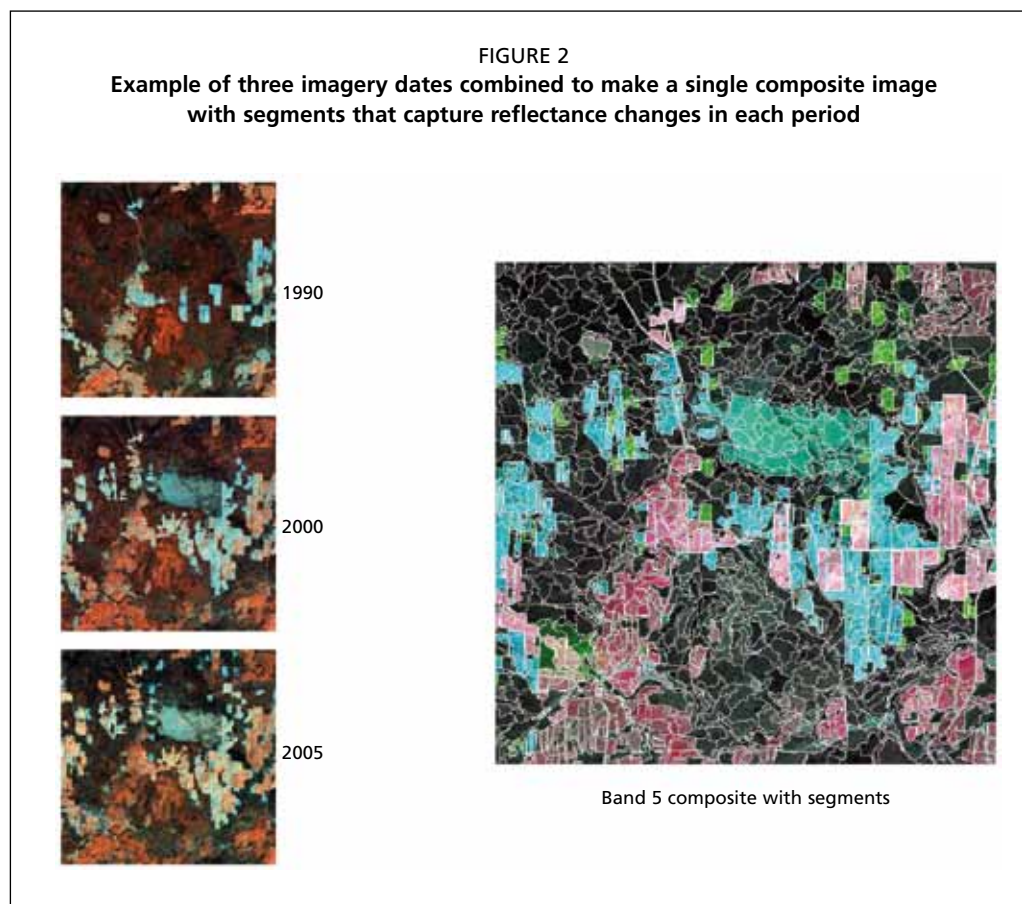 FIGURE 2
Example of three imagery dates combined to make a single composite image
with segments that capture reflectance changes in each period
1990
2000
2005
Band 5 composite with segments